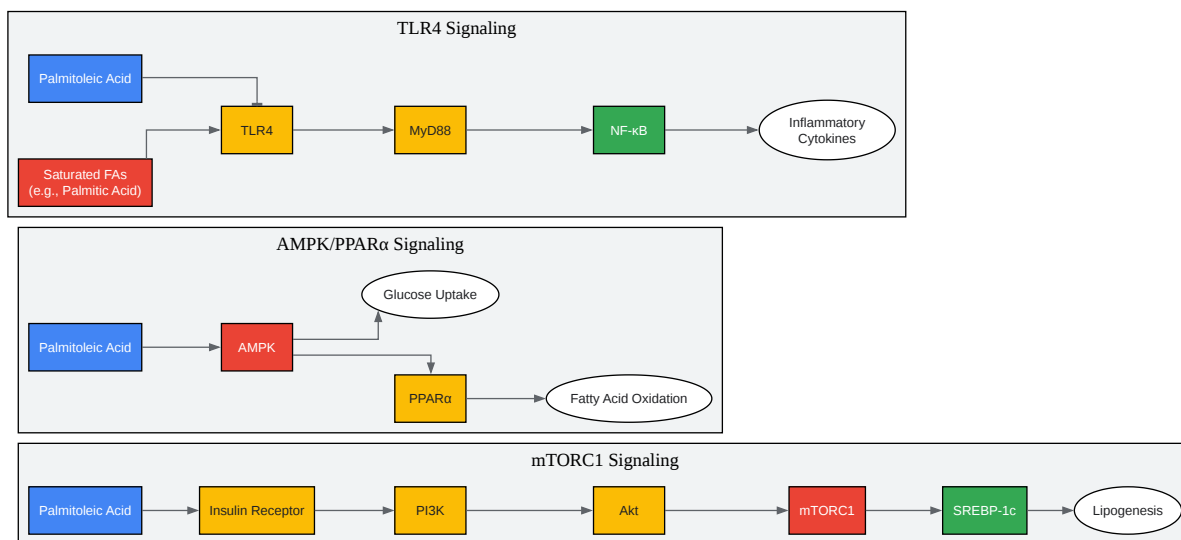 TLR4 Signaling
Palmitoleic Acid
TLR4
MyD88
NF-κB
Inflammatory
Cytokines
Saturated FAs
(e.g., Palmitic Acid)
AMPK/PPARα Signaling
Glucose Uptake
Palmitoleic Acid
AMPK
PPARα
Fatty Acid Oxidation
mTORC1 Signaling
Palmitoleic Acid
Insulin Receptor
PI3K
Akt
mTORC1
SREBP-1c
Lipogenesis